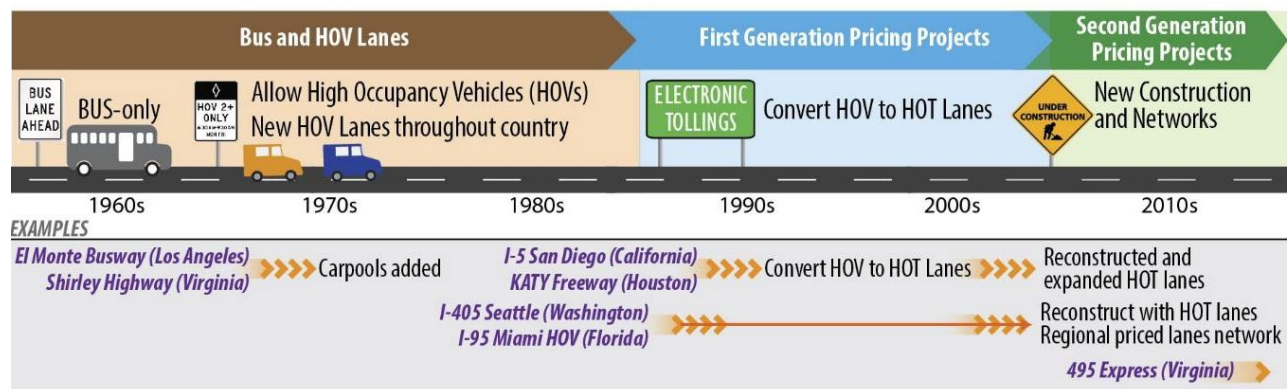 Bus and HOV Lanes
First Generation Pricing Projects
Second Generation
Pricing Projects
BUS
LANE
AHEAD
BUS-only
HOV 2+
ONLY
Allow High Occupancy Vehicles (HOVs)
New HOV Lanes throughout country
ELECTRONIC
TOLLINGS
Convert HOV to HOT Lanes
UNDER
CONSTRUCTION
New Construction
and Networks
1960s
1970s
1980s
1990s
2000s
2010s
EXAMPLES
El Monte Busway (Los Angeles)
Shirley Highway (Virginia)
Carpools added
I-5 San Diego (California)
KATY Freeway (Houston)
Convert HOV to HOT Lanes
Reconstructed and
expanded HOT lanes
I-405 Seattle (Washington)
I-95 Miami HOV (Florida)
Reconstruct with HOT lanes
Regional priced lanes network
495 Express (Virginia)